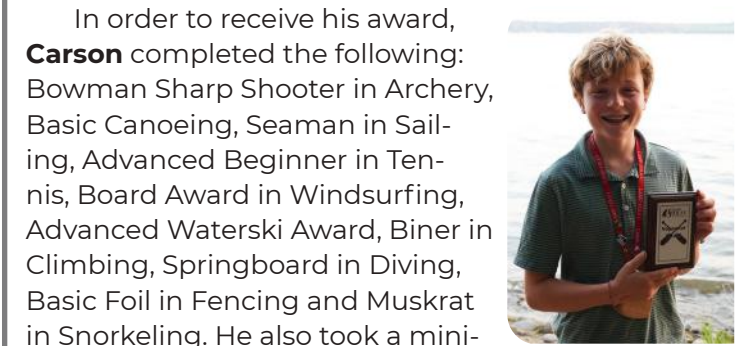 In order to receive his award,
Carson completed the following:
Bowman Sharp Shooter in Archery,
Basic Canoeing, Seaman in Sail-
ing, Advanced Beginner in Ten-
nis, Board Award in Windsurfing,
Advanced Waterski Award, Biner in
Climbing, Springboard in Diving,
Basic Foil in Fencing and Muskrat
in Snorkeling. He also took a mini-